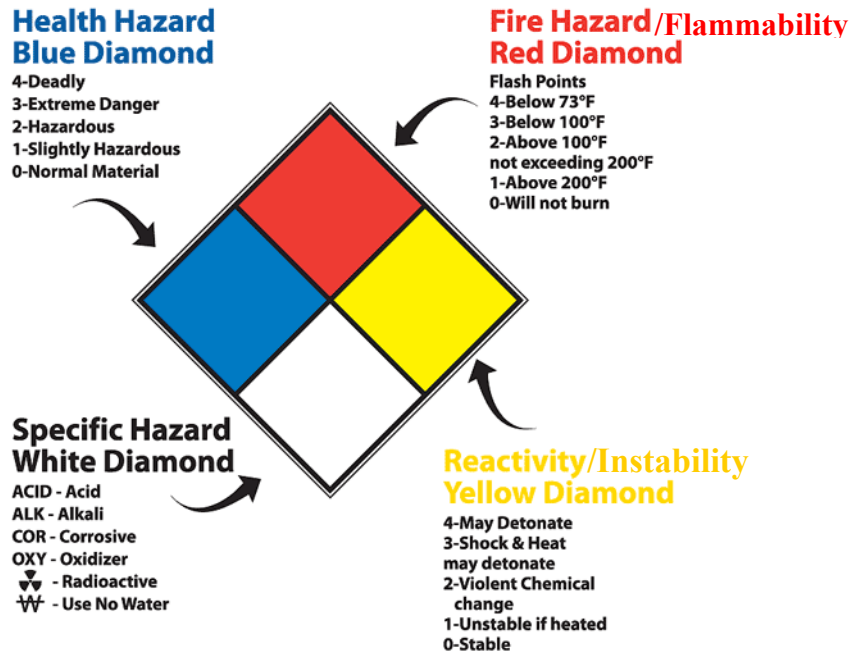 Health Hazard
Blue Diamond
4-Deadly
3-Extreme Danger
2-Hazardous
1-Slightly Hazardous
0-Normal Material
Fire Hazard/Flammability
Red Diamond
Flash Points
4-Below 73°F
3-Below 100°F
2-Above 100°F
not exceeding 200°F
1-Above 200°F
0-Will not burn
Specific Hazard
White Diamond
ACID - Acid
ALK - Alkali
COR - Corrosive
OXY - Oxidizer
☢ - Radioactive
W̶ - Use No Water
Reactivity/Instability
Yellow Diamond
4-May Detonate
3-Shock & Heat
may detonate
2-Violent Chemical
change
1-Unstable if heated
0-Stable